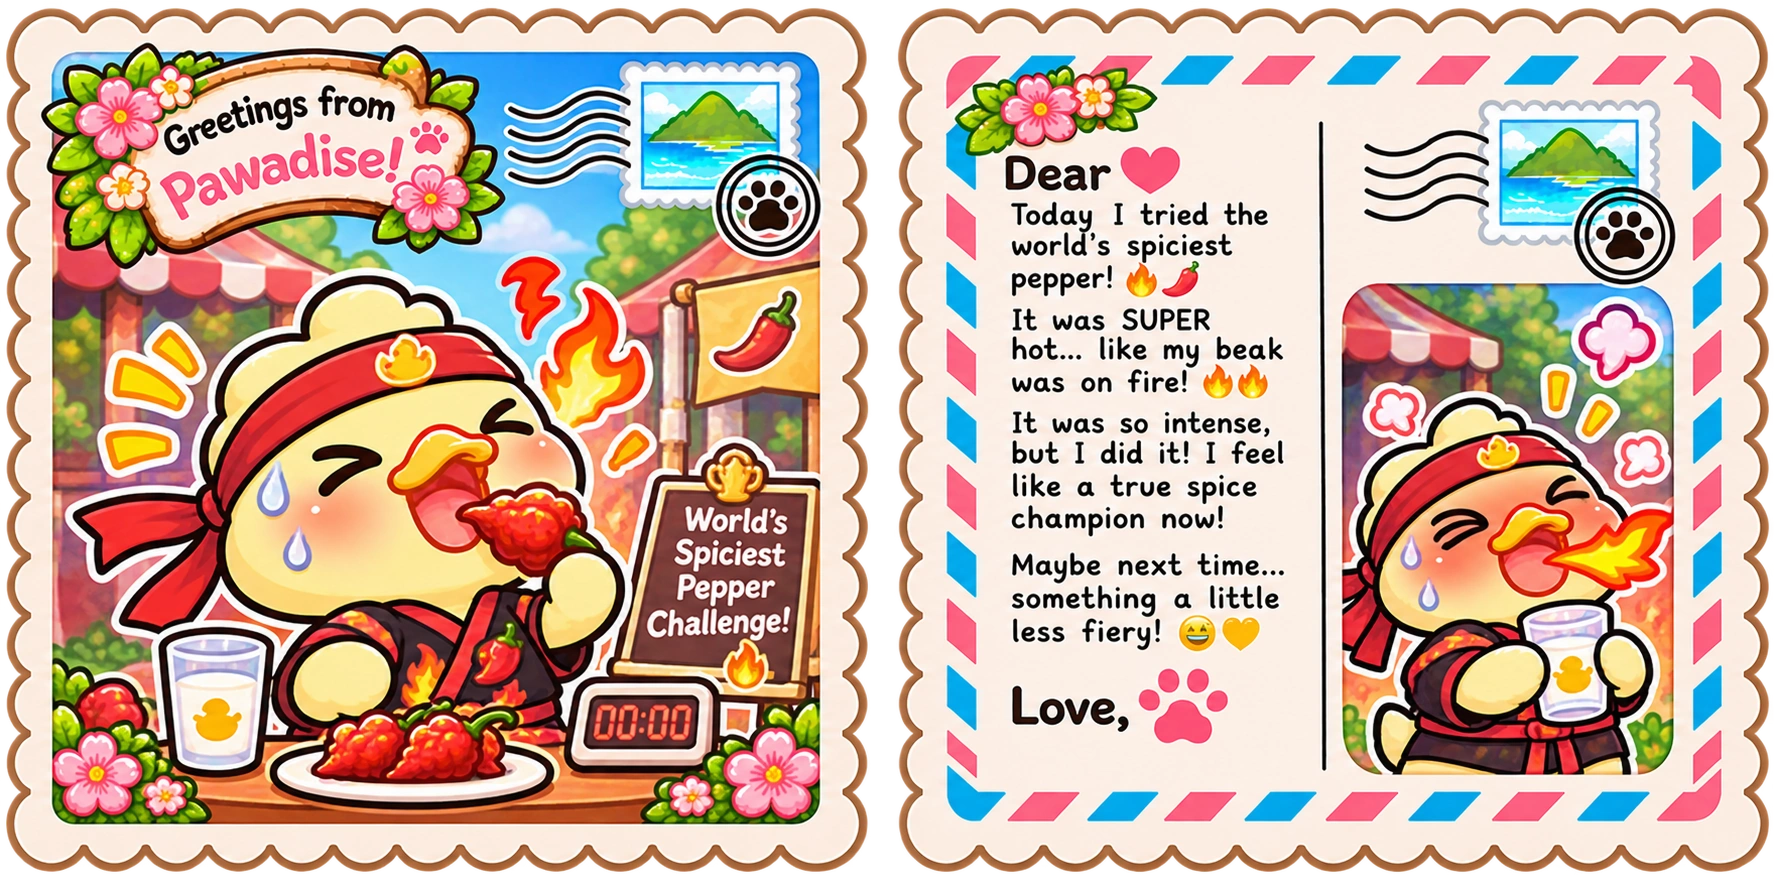 Greetings from
Pawadise!
World's
Spiciest
Pepper
Challenge!
00:00
Dear
Today I tried the
world's spiciest
pepper! 🔥🌶️
It was SUPER
hot... like my beak
was on fire! 🔥🔥
It was so intense,
but I did it! I feel
like a true spice
champion now!
Maybe next time...
something a little
less fiery! 😄💛
Love,